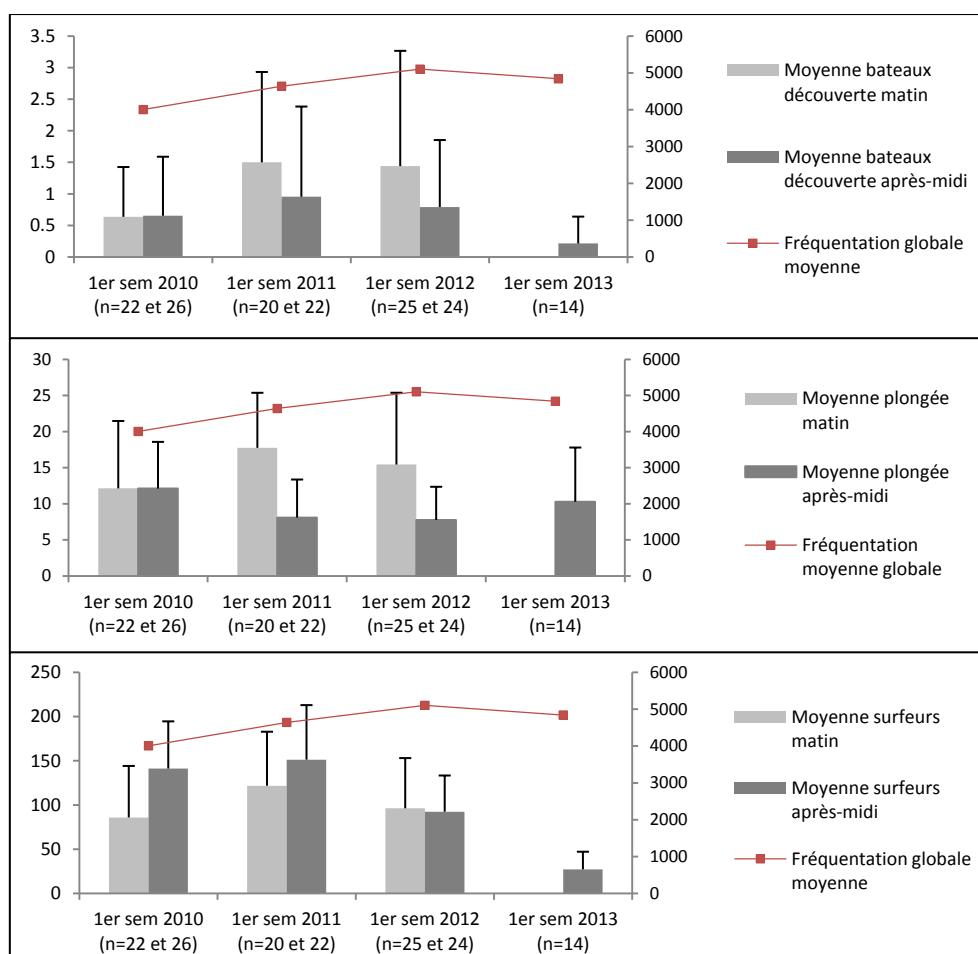 3.5
3
2.5
2
1.5
1
0.5
0
6000
5000
4000
3000
2000
1000
0
1er sem 2010
(n=22 et 26)
1er sem 2011
(n=20 et 22)
1er sem 2012
(n=25 et 24)
1er sem 2013
(n=14)
Moyenne bateaux
découverte matin
Moyenne bateaux
découverte après-midi
Fréquentation globale
moyenne
30
25
20
15
10
5
0
6000
5000
4000
3000
2000
1000
0
1er sem 2010
(n=22 et 26)
1er sem 2011
(n=20 et 22)
1er sem 2012
(n=25 et 24)
1er sem 2013
(n=14)
Moyenne plongée
matin
Moyenne plongée
après-midi
Fréquentation
moyenne globale
250
200
150
100
50
0
6000
5000
4000
3000
2000
1000
0
1er sem 2010
(n=22 et 26)
1er sem 2011
(n=20 et 22)
1er sem 2012
(n=25 et 24)
1er sem 2013
(n=14)
Moyenne surfeurs
matin
Moyenne surfeurs
après-midi
Fréquentation globale
moyenne